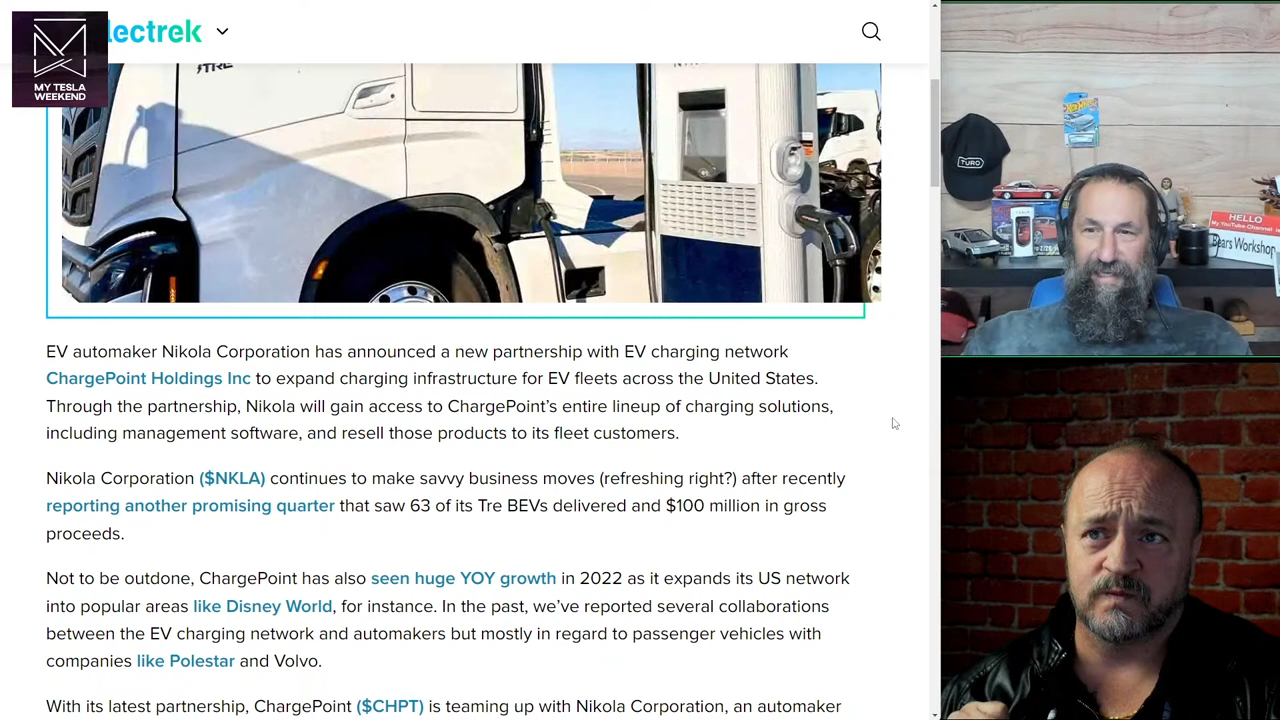 lectrek
MY TESLA
WEEKEND
TRE
TURO
HELLO
My YouTube Channel is
Bears Workshop
EV automaker Nikola Corporation has announced a new partnership with EV charging network
ChargePoint Holdings Inc to expand charging infrastructure for EV fleets across the United States.
Through the partnership, Nikola will gain access to ChargePoint’s entire lineup of charging solutions,
including management software, and resell those products to its fleet customers.
Nikola Corporation ($NKLA) continues to make savvy business moves (refreshing right?) after recently
reporting another promising quarter that saw 63 of its Tre BEVs delivered and $100 million in gross
proceeds.
Not to be outdone, ChargePoint has also seen huge YOY growth in 2022 as it expands its US network
into popular areas like Disney World, for instance. In the past, we’ve reported several collaborations
between the EV charging network and automakers but mostly in regard to passenger vehicles with
companies like Polestar and Volvo.
With its latest partnership, ChargePoint ($CHPT) is teaming up with Nikola Corporation, an automaker